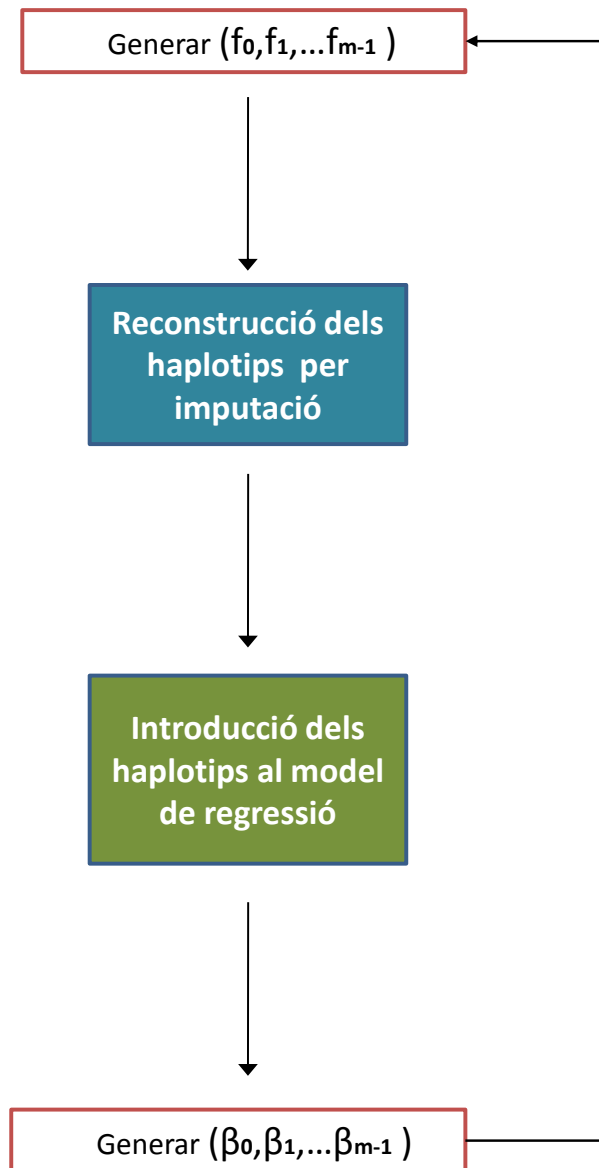 Generar (f₀,f₁,...fₘ₋₁ )
Reconstrucció dels
haplotips per
imputació
Introducció dels
haplotips al model
de regressió
Generar (β₀,β₁,...βₘ₋₁ )